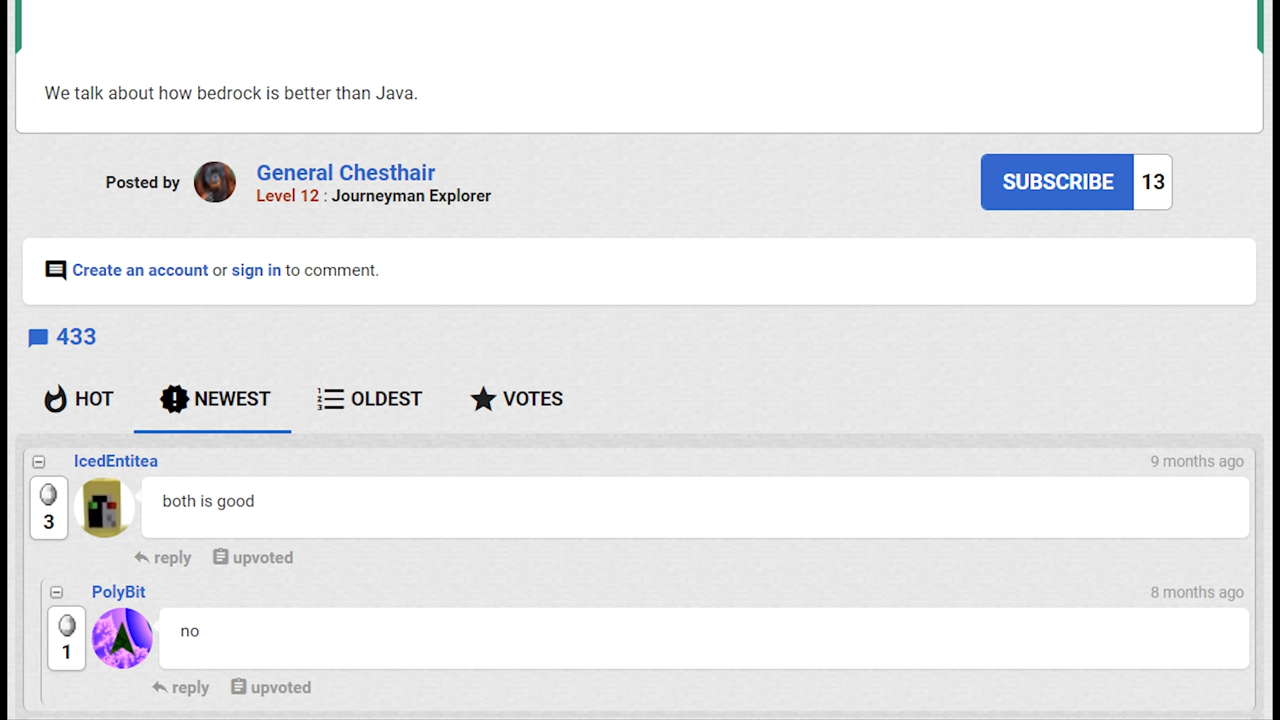 We talk about how bedrock is better than Java.
Posted by
General Chesthair
Level 12 : Journeyman Explorer
SUBSCRIBE 13
Create an account or sign in to comment.
433
HOT NEWEST OLDEST VOTES
IcedEntitea 9 months ago
3
both is good
reply upvoted
PolyBit 8 months ago
1
no
reply upvoted